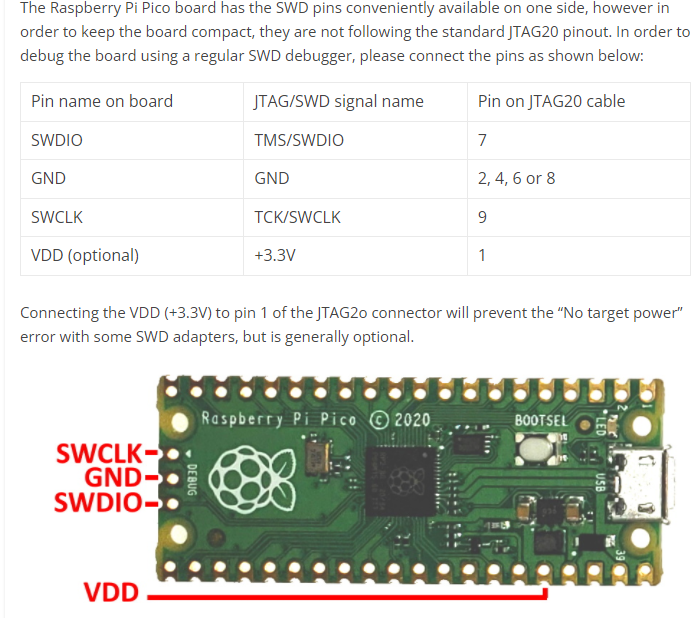 The Raspberry Pi Pico board has the SWD pins conveniently available on one side, however in
order to keep the board compact, they are not following the standard JTAG20 pinout. In order to
debug the board using a regular SWD debugger, please connect the pins as shown below:
Pin name on board JTAG/SWD signal name Pin on JTAG20 cable
SWDIO TMS/SWDIO 7
GND GND 2, 4, 6 or 8
SWCLK TCK/SWCLK 9
VDD (optional) +3.3V 1
Connecting the VDD (+3.3V) to pin 1 of the JTAG2o connector will prevent the “No target power”
error with some SWD adapters, but is generally optional.
Raspberry Pi Pico © 2020
BOOTSEL
LED
2
1
SWCLK
GND
SWDIO
DEBUG
USB
39
VDD